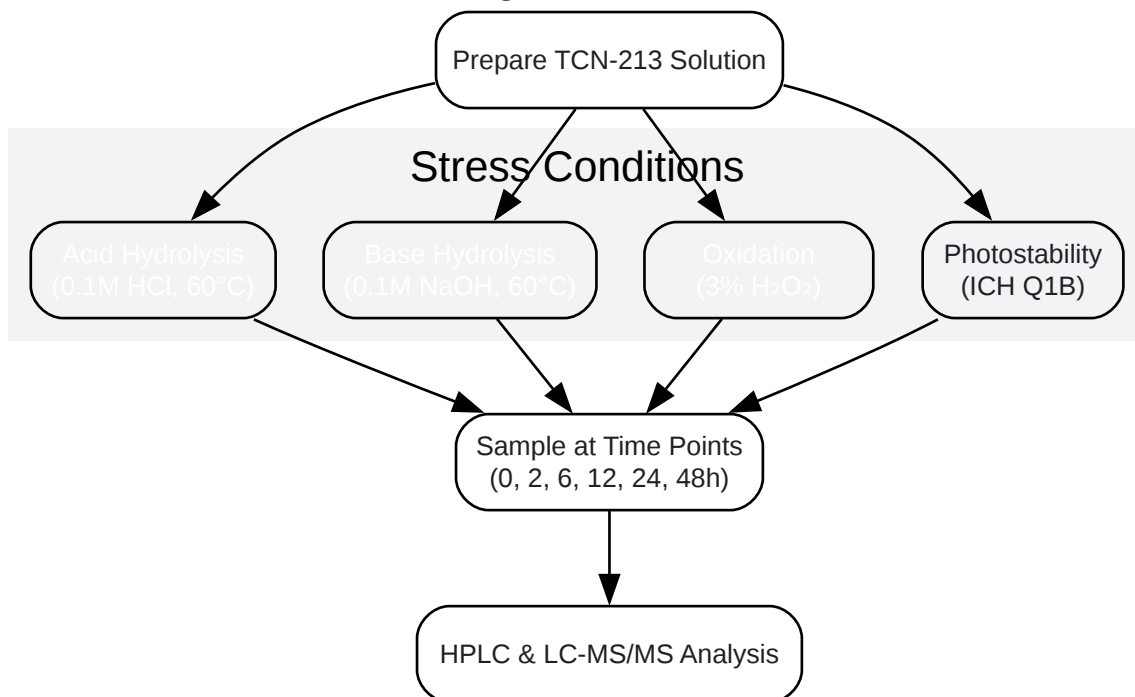 Prepare TCN-213 Solution
Stress Conditions
Acid Hydrolysis
(0.1M HCl, 60°C)
Base Hydrolysis
(0.1M NaOH, 60°C)
Oxidation
(3% H₂O₂)
Photostability
(ICH Q1B)
Sample at Time Points
(0, 2, 6, 12, 24, 48h)
HPLC & LC-MS/MS Analysis